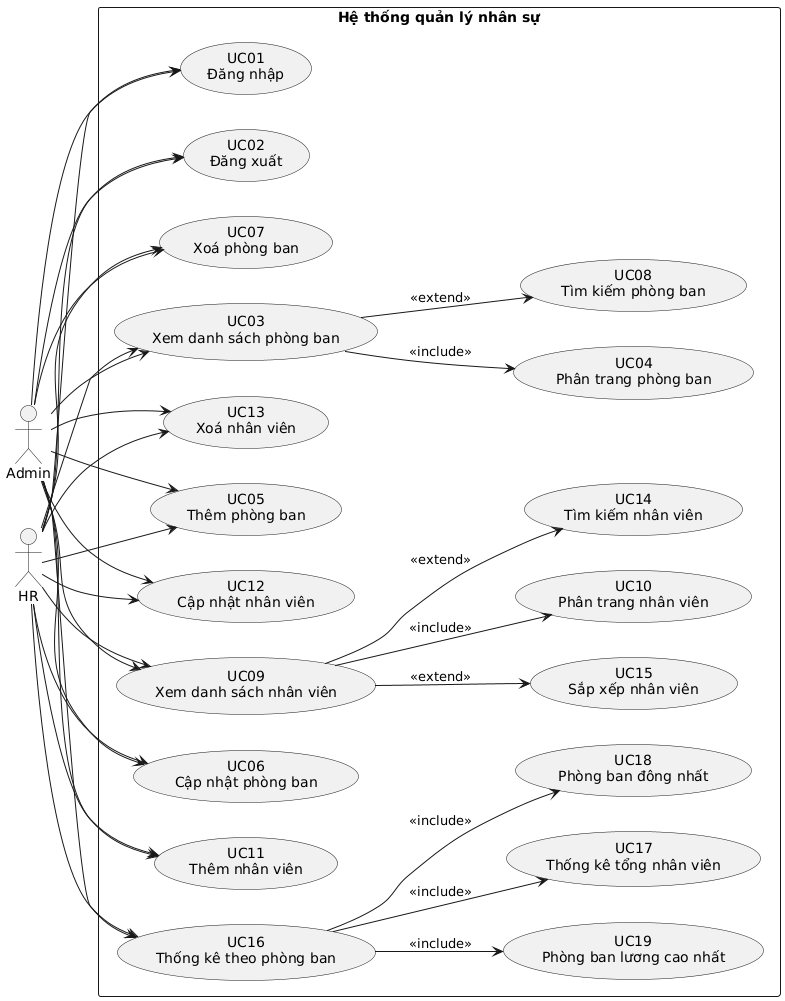 Hệ thống quản lý nhân sự
UC01
Đăng nhập
UC02
Đăng xuất
UC07
Xoá phòng ban
UC08
Tìm kiếm phòng ban
«extend»
UC03
Xem danh sách phòng ban
«include»
UC04
Phân trang phòng ban
UC13
Xoá nhân viên
Admin
UC05
Thêm phòng ban
UC14
Tìm kiếm nhân viên
«extend»
HR
UC12
Cập nhật nhân viên
UC10
Phân trang nhân viên
«include»
UC09
Xem danh sách nhân viên
«extend»
UC15
Sắp xếp nhân viên
UC06
Cập nhật phòng ban
UC18
Phòng ban đông nhất
«include»
UC11
Thêm nhân viên
UC17
Thống kê tổng nhân viên
«include»
UC16
Thống kê theo phòng ban
«include»
UC19
Phòng ban lương cao nhất